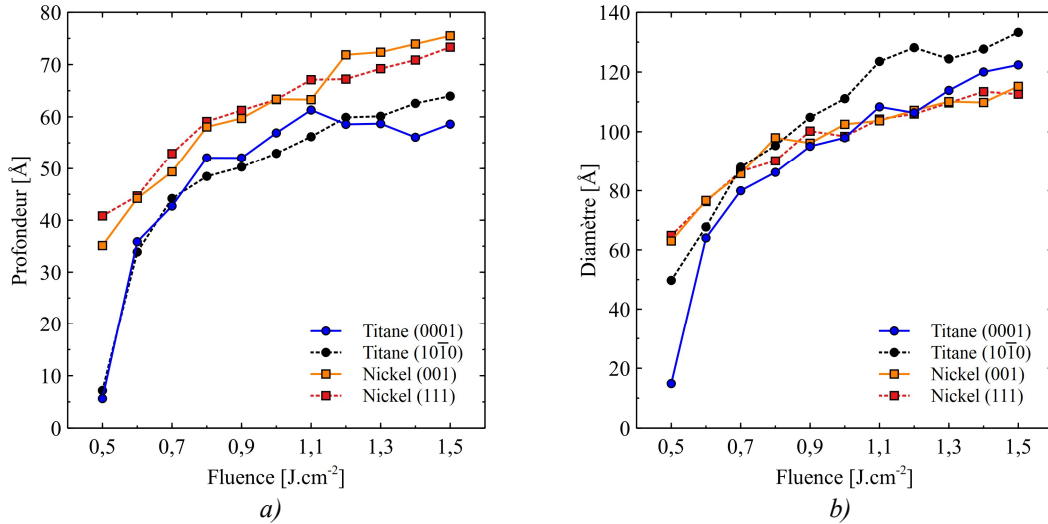 80
70
60
50
40
30
20
10
0
Profondeur [Å]
Titane (0001)
Titane (101̅0)
Nickel (001)
Nickel (111)
0,5 0,7 0,9 1,1 1,3 1,5
Fluence [J.cm⁻²]
a)
140
120
100
80
60
40
20
0
Diamètre [Å]
Titane (0001)
Titane (101̅0)
Nickel (001)
Nickel (111)
0,5 0,7 0,9 1,1 1,3 1,5
Fluence [J.cm⁻²]
b)